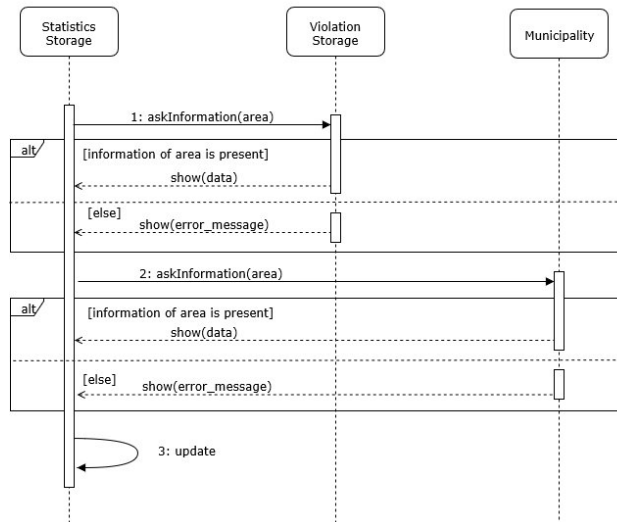 Statistics
Storage
Violation
Storage
Municipality
1: askInformation(area)
alt
[information of area is present]
show(data)
[else]
show(error_message)
2: askInformation(area)
alt
[information of area is present]
show(data)
[else]
show(error_message)
3: update